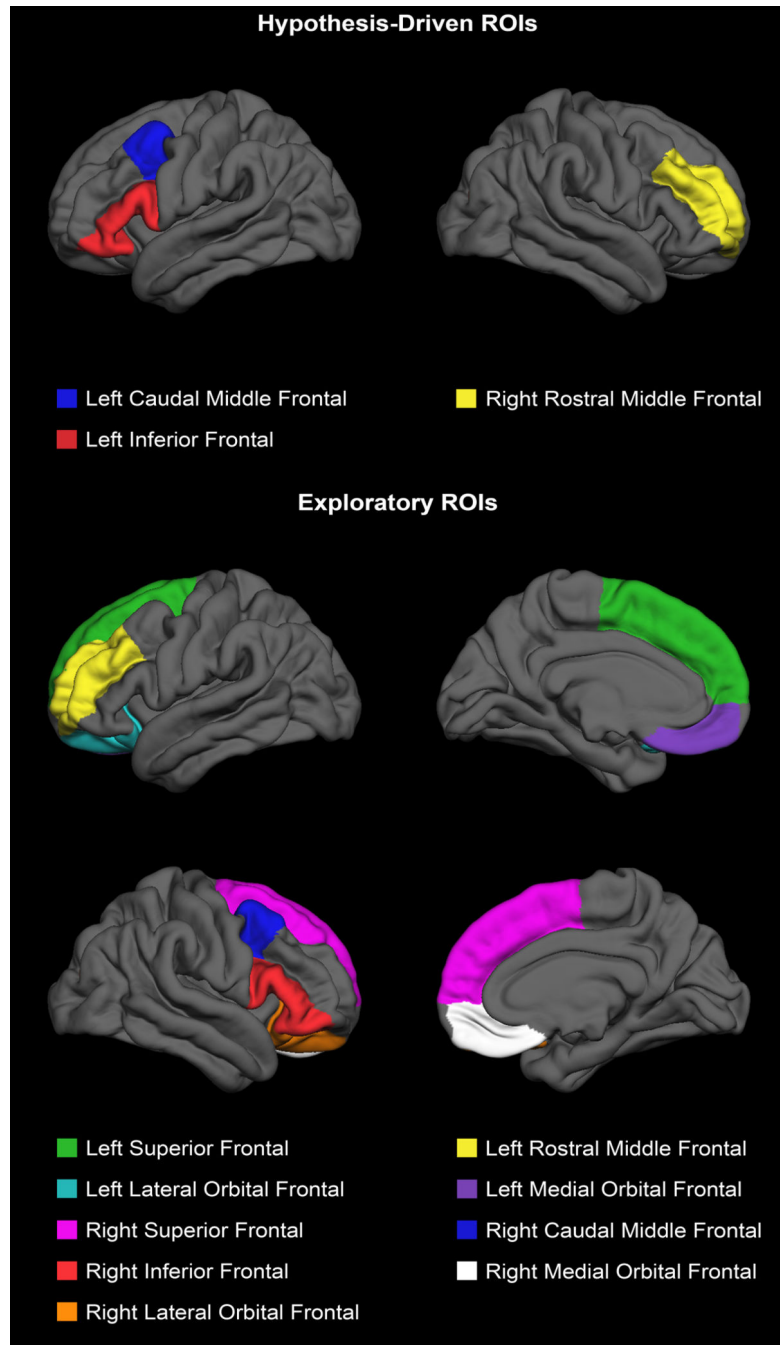 Hypothesis-Driven ROIs
Left Caudal Middle Frontal
Right Rostral Middle Frontal
Left Inferior Frontal
Exploratory ROIs
Left Superior Frontal
Left Rostral Middle Frontal
Left Lateral Orbital Frontal
Left Medial Orbital Frontal
Right Superior Frontal
Right Caudal Middle Frontal
Right Inferior Frontal
Right Medial Orbital Frontal
Right Lateral Orbital Frontal